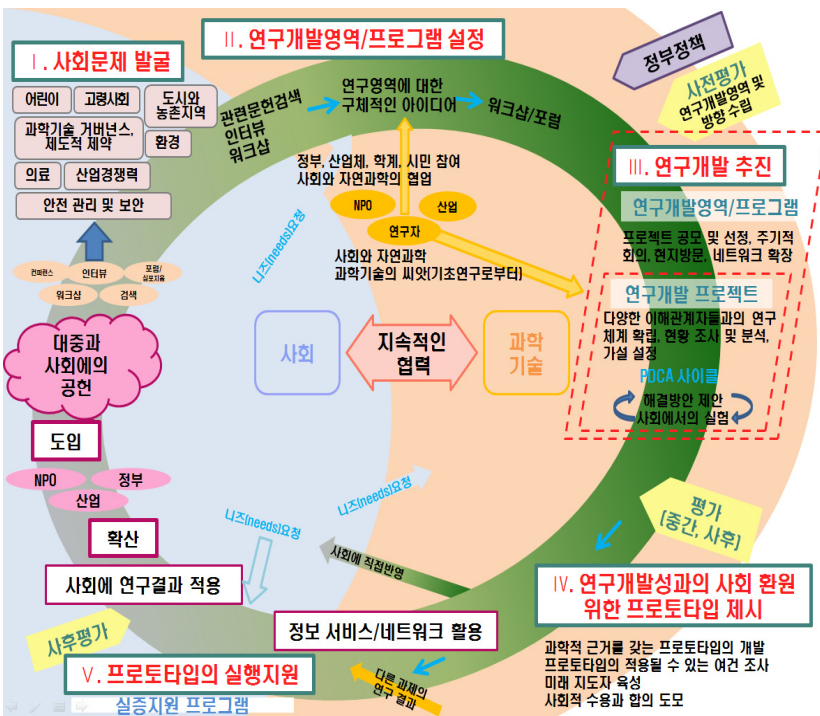 Ⅰ. 사회문제 발굴
어린이
고령사회
도시와
농촌지역
과학기술 거버넌스,
제도적 제약
환경
의료
산업경쟁력
안전 관리 및 보안
컨퍼런스
인터뷰
포럼/
심포지움
워크샵
검색
대중과
사회에의
공헌
도입
NPO
정부
산업
확산
사회에 연구결과 적용
사후평가
Ⅱ. 연구개발영역/프로그램 설정
관련문헌검색
인터뷰
워크샵
연구영역에 대한
구체적인 아이디어
워크샵/포럼
정부, 산업체, 학계, 시민 참여
사회와 자연과학의 협업
NPO
산업
연구자
사회와 자연과학
과학기술의 씨앗(기초연구로부터)
니즈(needs)요청
사회
지속적인
협력
과학
기술
니즈(needs)요청
니즈(needs)요청
사회에 직접반영
정부정책
사전평가
연구개발영역 및
방향 수립
Ⅲ. 연구개발 추진
연구개발영역/프로그램
프로젝트 공모 및 선정, 주기적
회의, 현지방문, 네트워크 확장
연구개발 프로젝트
다양한 이해관계자들과의 연구
체계 확립, 현황 조사 및 분석,
가설 설정
PDCA 사이클
해결방안 제안
사회에서의 실험
평가
(중간, 사후)
Ⅳ. 연구개발성과의 사회 환원
위한 프로토타입 제시
과학적 근거를 갖는 프로토타입의 개발
프로토타입의 적용될 수 있는 여건 조사
미래 지도자 육성
사회적 수용과 합의 도모
정보 서비스/네트워크 활용
다른 과제의
연구 결과
Ⅴ. 프로토타입의 실행지원
실증지원 프로그램